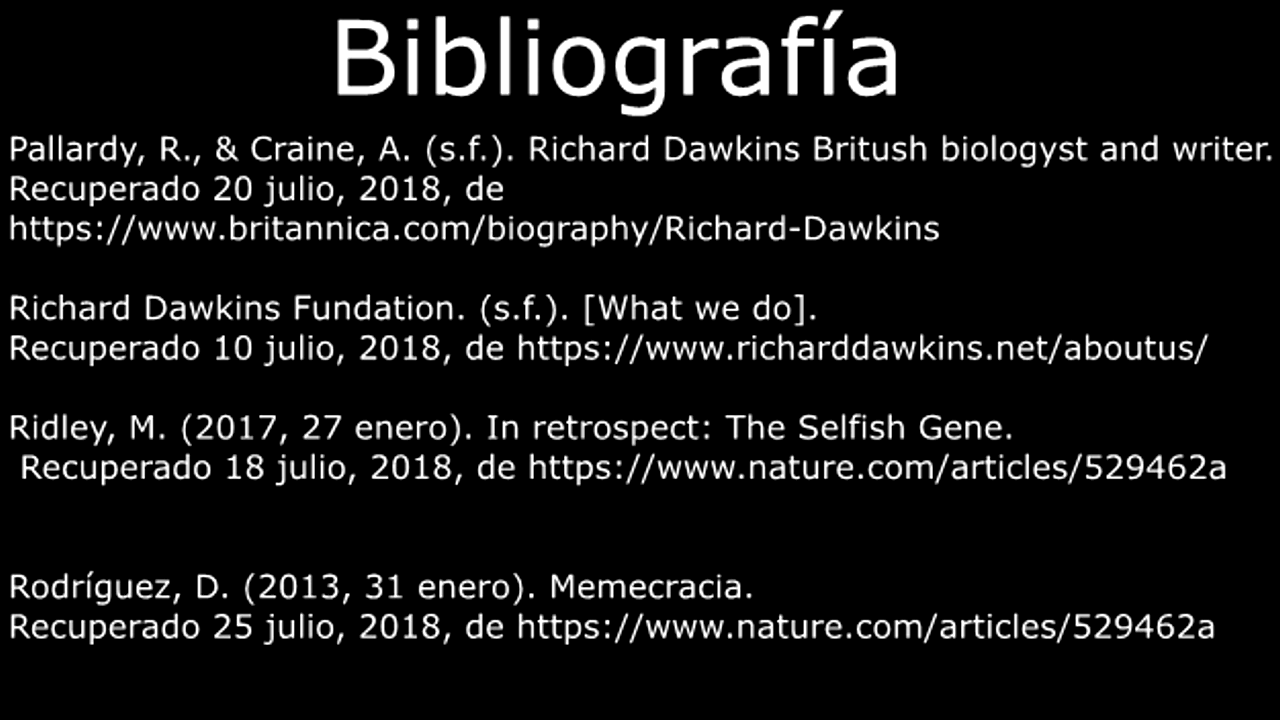 Bibliografía
Pallardy, R., & Craine, A. (s.f.). Richard Dawkins Britush biologyst and writer.
Recuperado 20 julio, 2018, de
https://www.britannica.com/biography/Richard-Dawkins
Richard Dawkins Fundation. (s.f.). [What we do].
Recuperado 10 julio, 2018, de https://www.richarddawkins.net/aboutus/
Ridley, M. (2017, 27 enero). In retrospect: The Selfish Gene.
Recuperado 18 julio, 2018, de https://www.nature.com/articles/529462a
Rodríguez, D. (2013, 31 enero). Memecracia.
Recuperado 25 julio, 2018, de https://www.nature.com/articles/529462a